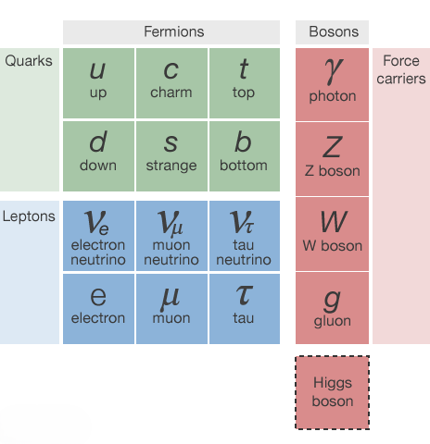 Fermions
Bosons
Quarks
u
up
c
charm
t
top
γ
photon
Force
carriers
d
down
s
strange
b
bottom
Z
Z boson
Leptons
νe
electron
neutrino
νμ
muon
neutrino
ντ
tau
neutrino
W
W boson
e
electron
μ
muon
τ
tau
g
gluon
Higgs
boson